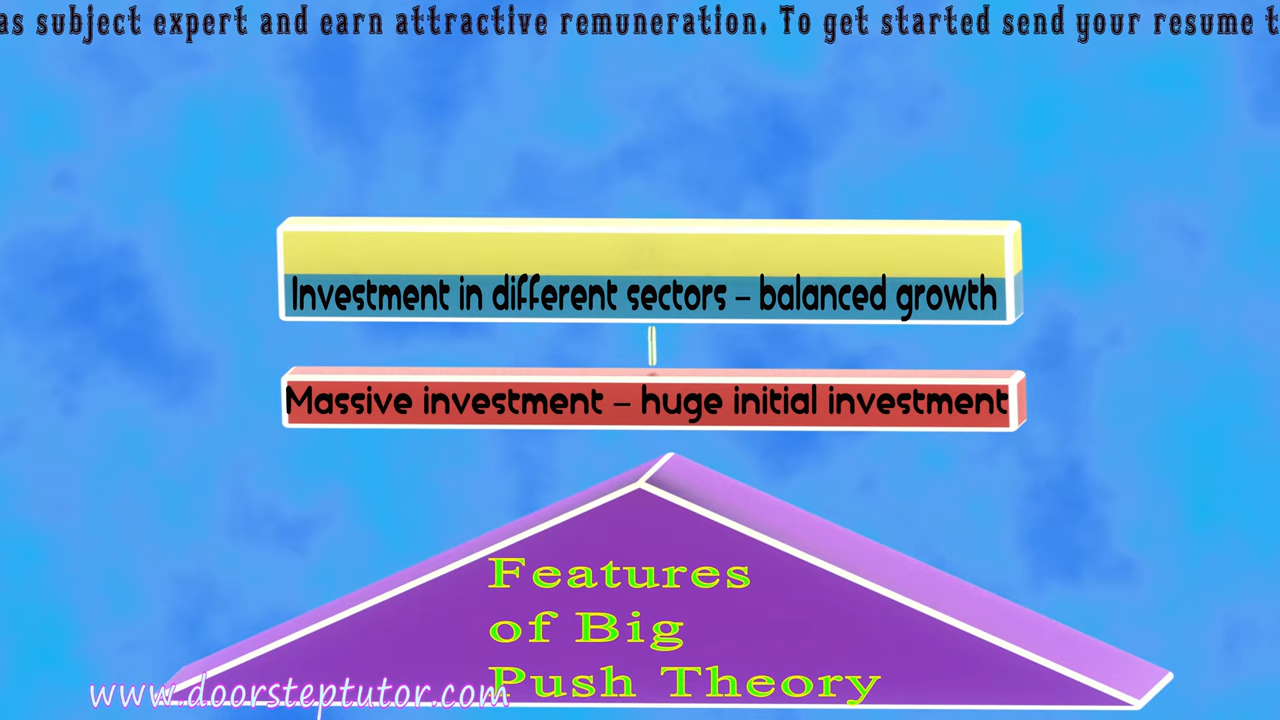 as subject expert and earn attractive remuneration. To get started send your resume t
Investment in different sectors – balanced growth
Massive investment – huge initial investment
Features
of Big
Push Theory
www.doorsteptutor.com